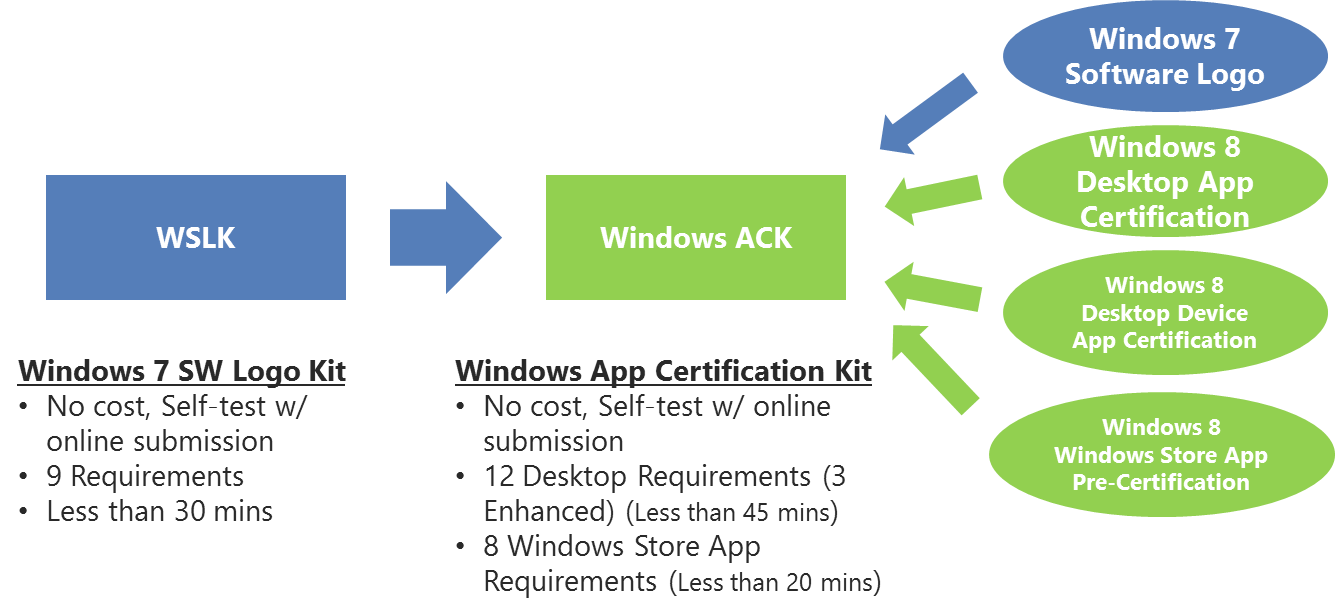 WSLK
Windows 7 SW Logo Kit
• No cost, Self-test w/
online submission
• 9 Requirements
• Less than 30 mins
Windows ACK
Windows App Certification Kit
• No cost, Self-test w/ online
submission
• 12 Desktop Requirements (3
Enhanced) (Less than 45 mins)
• 8 Windows Store App
Requirements (Less than 20 mins)
Windows 7
Software Logo
Windows 8
Desktop App
Certification
Windows 8
Desktop Device
App Certification
Windows 8
Windows Store App
Pre-Certification